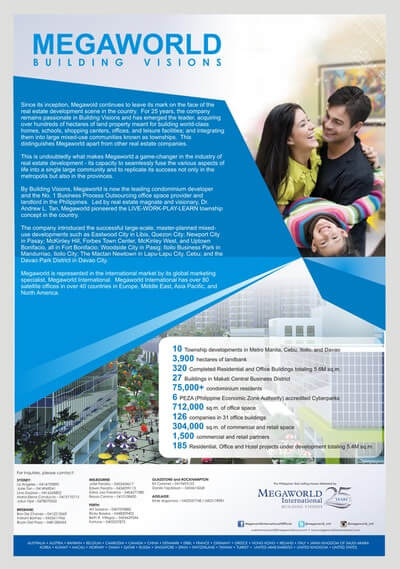 MEGAWORLD
BUILDING VISIONS
Since its inception, Megaworld continues to leave its mark on the face of the
real estate development scene in the country. For 25 years, the company
remains passionate in Building Visions and has emerged the leader, acquiring
over hundreds of hectares of land property meant for building world-class
homes, schools, shopping centers, offices, and leisure facilities; and integrating
them into large mixed-use communities known as townships. This
distinguishes Megaworld apart from other real estate companies.
This is undoubtedly what makes Megaworld a game-changer in the industry of
real estate development - its capacity to seamlessly fuse the various aspects of
life into a single large community and to replicate its success not only in the
metropolis but also in the provinces.
By Building Visions, Megaworld is now the leading condominium developer
and the No. 1 Business Process Outsourcing office space provider and
landlord in the Philippines. Led by real estate magnate and visionary, Dr.
Andrew L. Tan, Megaworld pioneered the LIVE-WORK-PLAY-LEARN township
concept in the country.
The company introduced successful large-scale, master-planned mixed-
use developments such as Eastwood City in Libis, Quezon City; Newport City
in Pasay; McKinley Hill, Forbes Town Center, McKinley West, and Uptown
Bonifacio, all in Fort Bonifacio; Woodside City in Pasig; Iloilo Business Park in
Mandurriao, Iloilo City; The Mactan Newtown in Lapu-Lapu City, Cebu; and the
Davao Park District in Davao City.
Megaworld is represented in the international market by its global marketing
specialist, Megaworld International. Megaworld International has over 80
satellite offices in over 40 countries in Europe, Middle East, Asia Pacific, and
North America.
10 Township developments in Metro Manila, Cebu, Iloilo, and Davao
3,900 hectares of landbank
320 Completed Residential and Office Buildings totaling 5.6M sq.m.
27 Buildings in Makati Central Business District
75,000+ condominium residents
6 PEZA (Philippine Economic Zone Authority) accredited Cyberparks
712,000 sq.m. of office space
126 companies in 31 office buildings
304,000 sq.m. of commercial and retail space
1,500 commercial and retail partners
185 Residential, Office and Hotel projects under development totaling 5.4M sq.m.
For inquiries, please contact:
SYDNEY:
MELBOURNE
GLADSTONE and ROCKHAMPTON
ADELAIDE:
BRISBANE
PERTH
MEGAWORLD
International
BUILDING VISIONS
25 YEARS